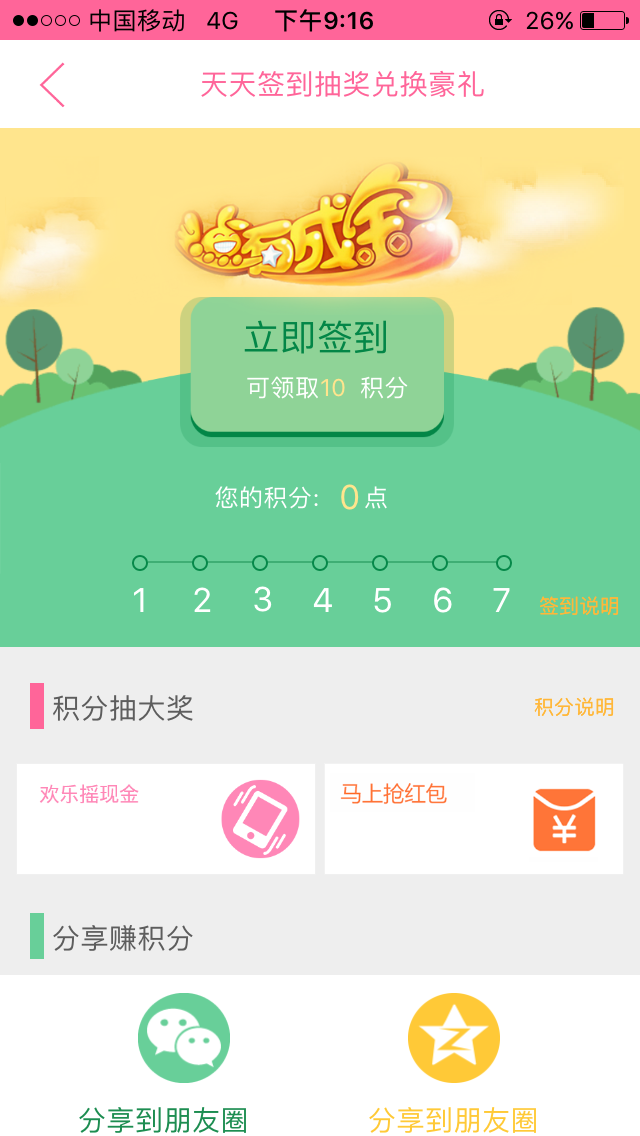 中国移动 4G 下午9:16 26%
天天签到抽奖兑换豪礼
点石成金
立即签到
可领取10 积分
您的积分: 0点
1 2 3 4 5 6 7
签到说明
积分抽大奖 积分说明
欢乐摇现金 马上抢红包
¥
分享赚积分
分享到朋友圈 分享到朋友圈